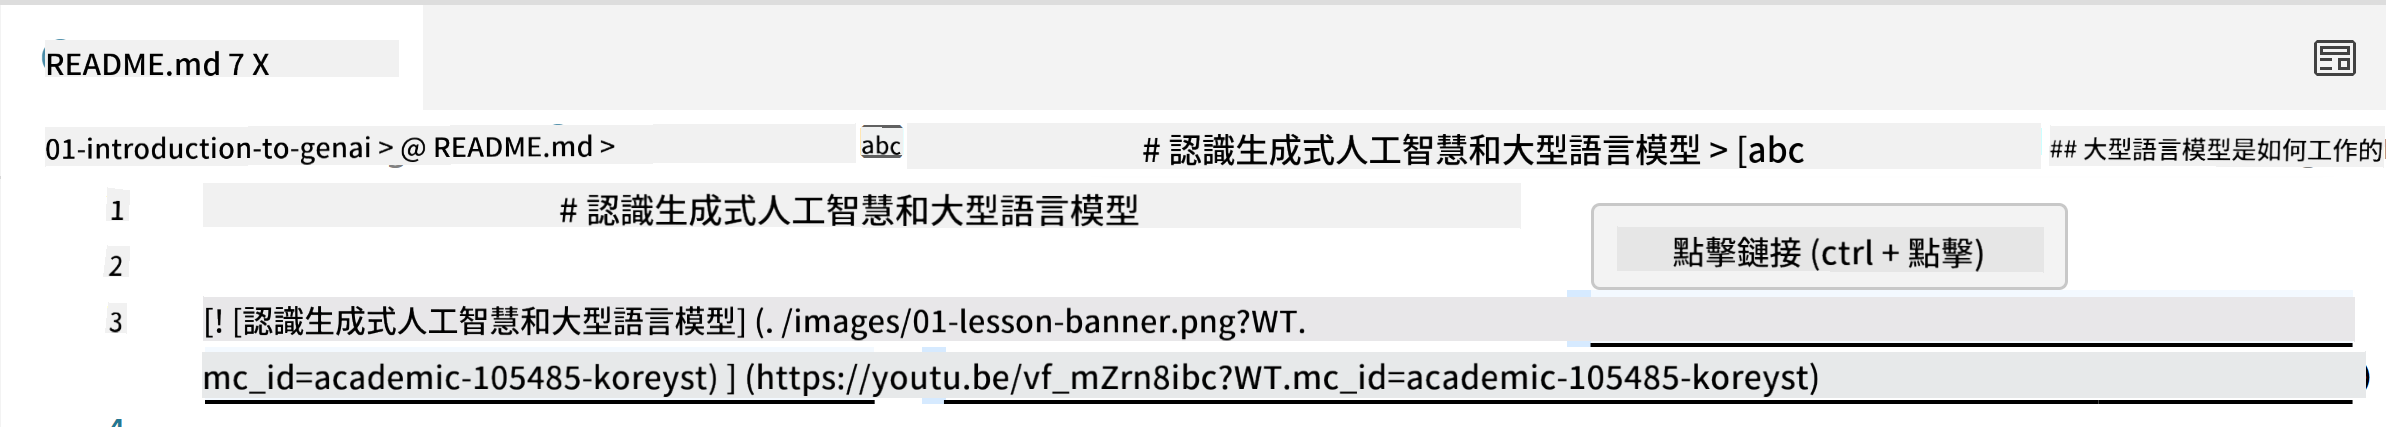 README.md 7 X
01-introduction-to-genai > @ README.md > abc # 認識生成式人工智慧和大型語言模型 > [abc ## 大型語言模型是如何工作的
1 # 認識生成式人工智慧和大型語言模型
點擊鏈接 (ctrl + 點擊)
2
3 [! [認識生成式人工智慧和大型語言模型] (. /images/01-lesson-banner.png?WT.
mc_id=academic-105485-koreyst) ] (https://youtu.be/vf_mZrn8ibc?WT.mc_id=academic-105485-koreyst)